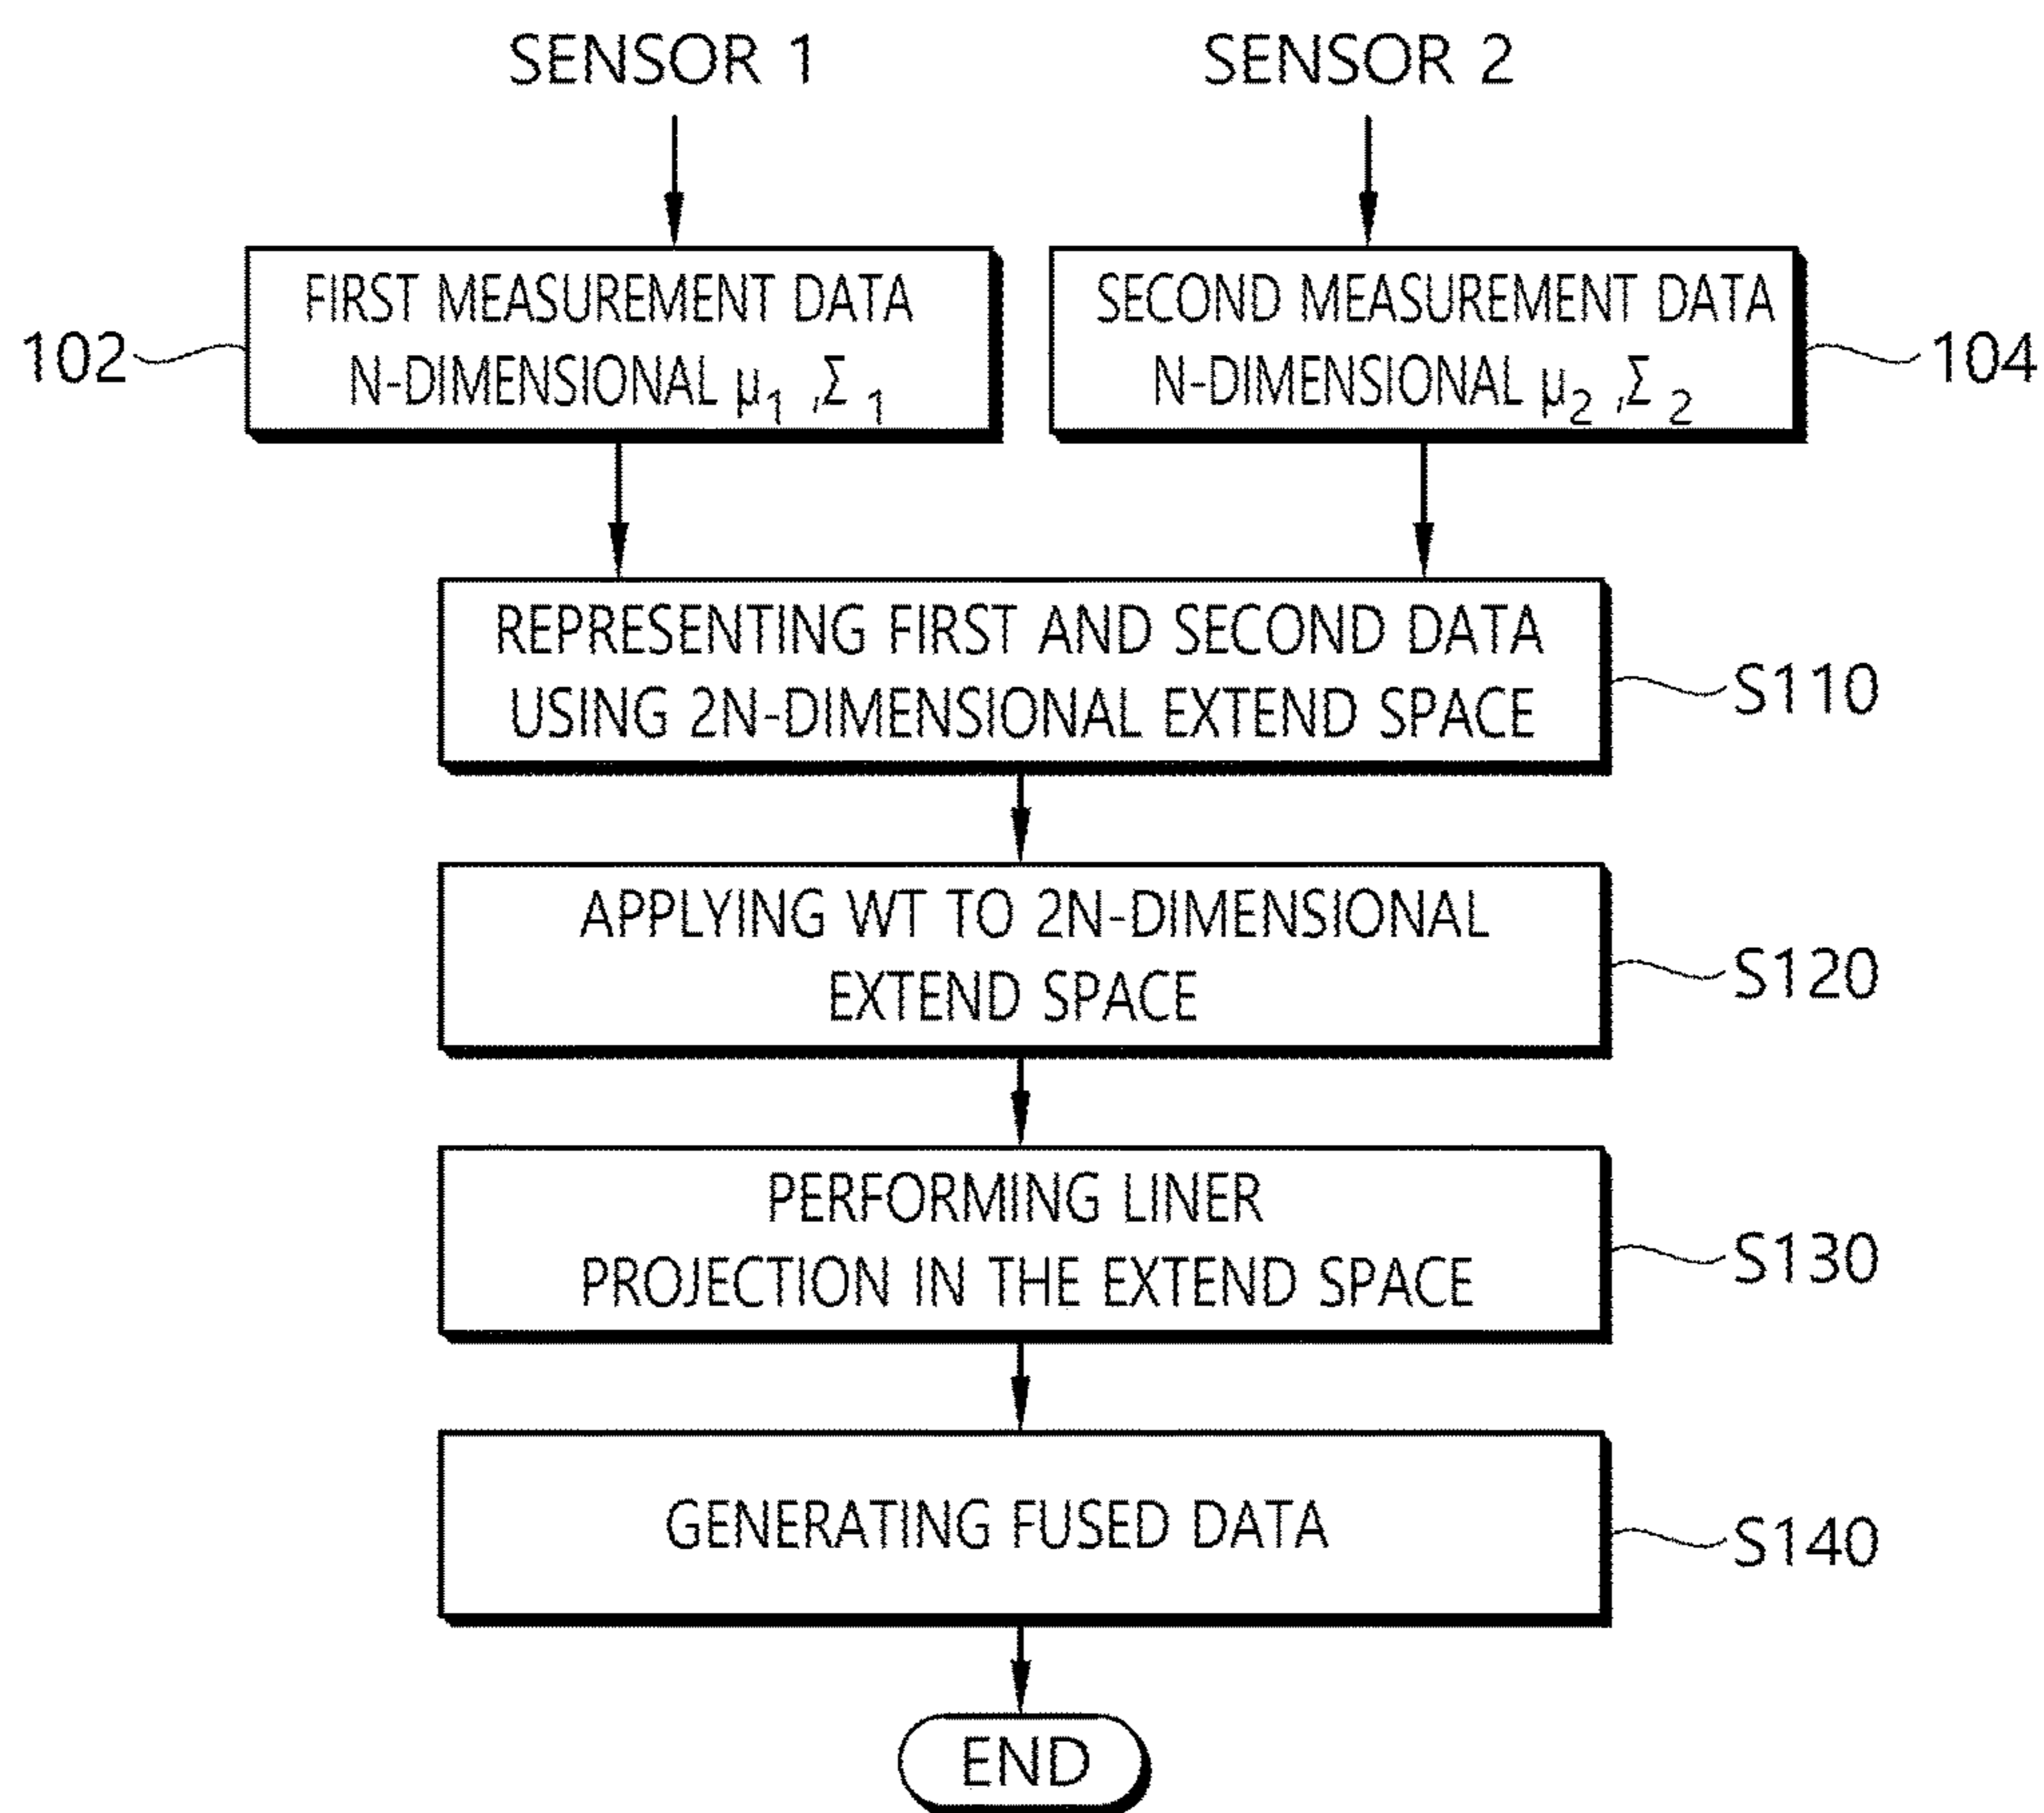 SENSOR 1
SENSOR 2
FIRST MEASUREMENT DATA
N-DIMENSIONAL μ1 ,Σ 1
102
SECOND MEASUREMENT DATA
N-DIMENSIONAL μ2 ,Σ 2
104
REPRESENTING FIRST AND SECOND DATA
USING 2N-DIMENSIONAL EXTEND SPACE
S110
APPLYING WT TO 2N-DIMENSIONAL
EXTEND SPACE
S120
PERFORMING LINER
PROJECTION IN THE EXTEND SPACE
S130
GENERATING FUSED DATA
S140
END